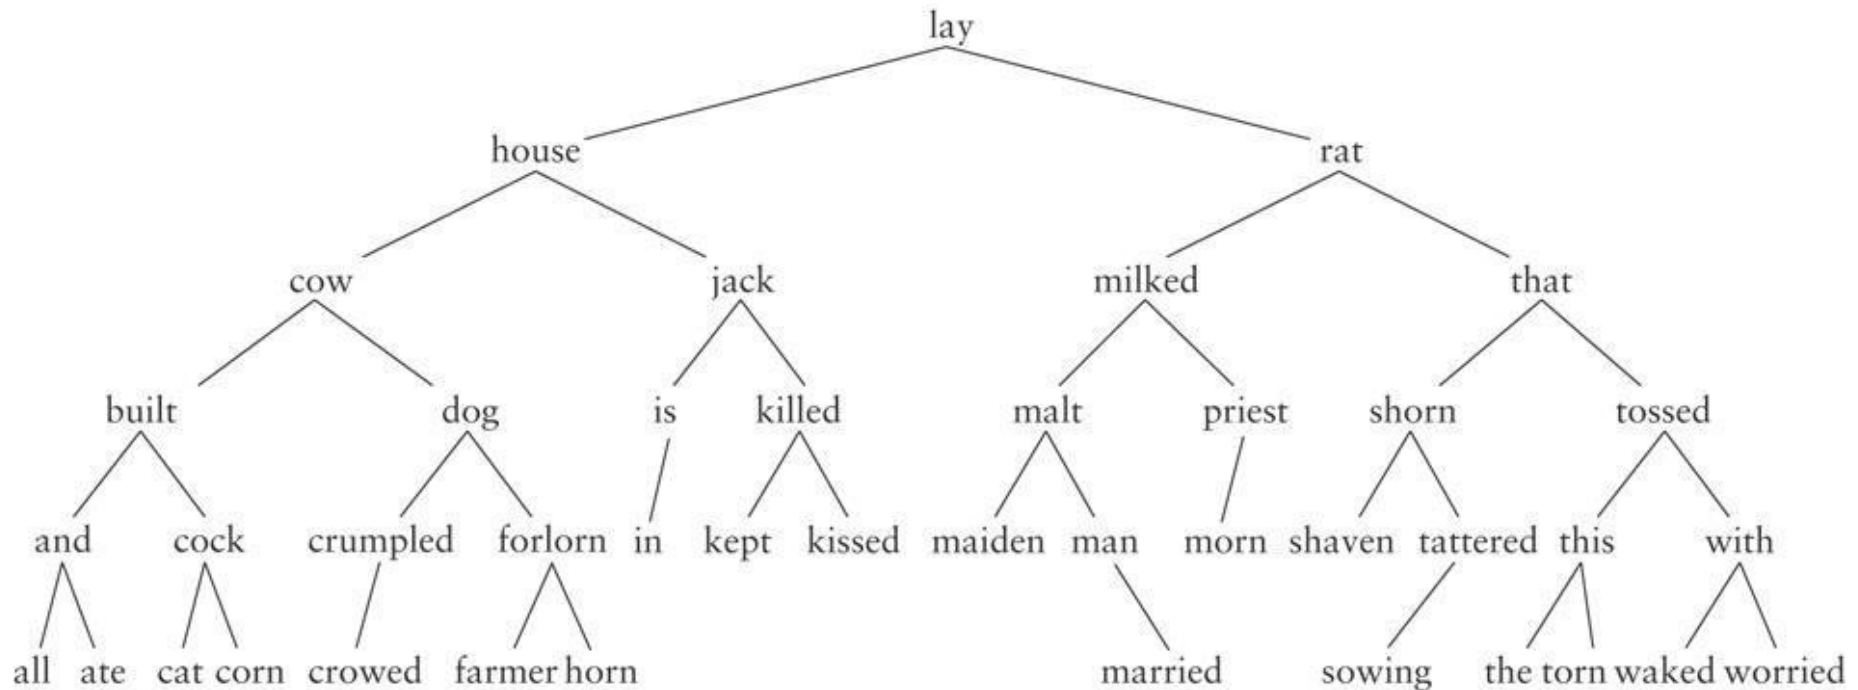 lay
house rat
cow jack milked that
built dog is killed malt priest shorn tossed
and cock crumpled forlorn in kept kissed maiden man morn shaven tattered this with
all ate cat corn crowed farmer horn married sowing the torn waked worried